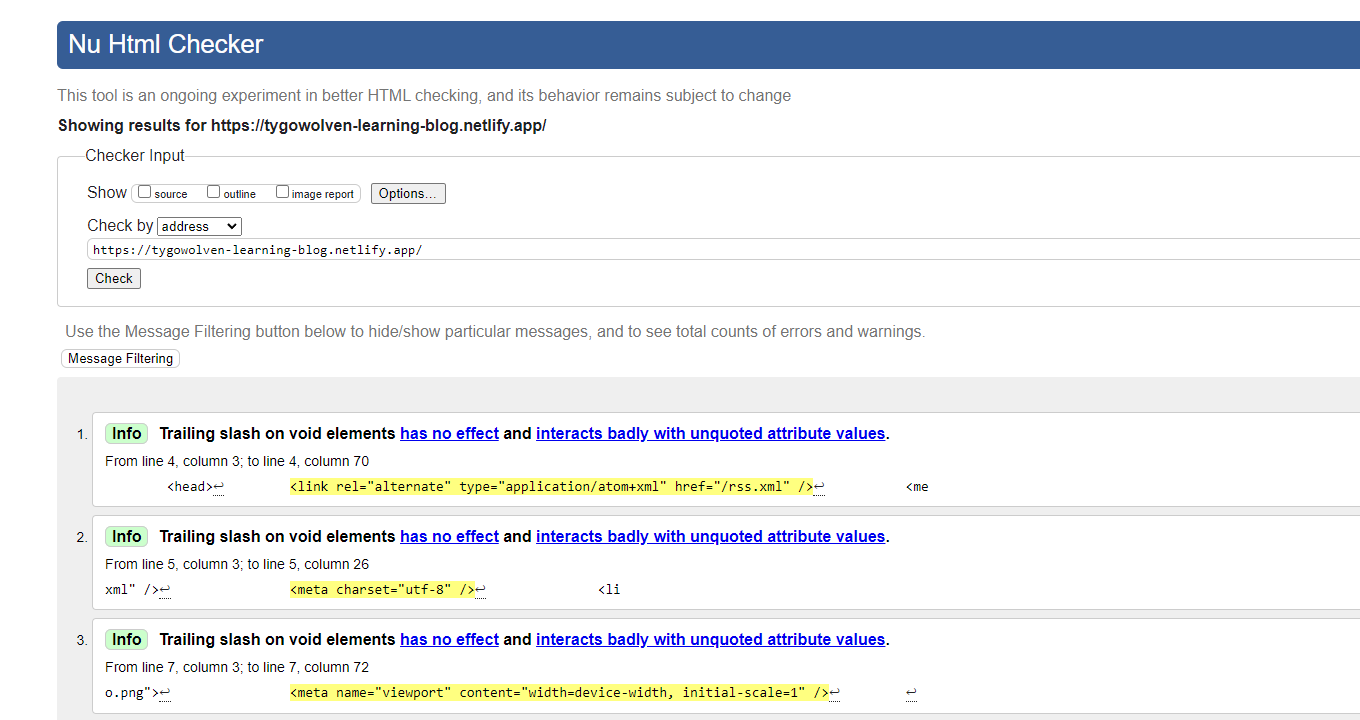 Nu Html Checker
This tool is an ongoing experiment in better HTML checking, and its behavior remains subject to change
Showing results for https://tygowolven-learning-blog.netlify.app/
Checker Input
Show source outline image report Options...
Check by address
https://tygowolven-learning-blog.netlify.app/
Check
Use the Message Filtering button below to hide/show particular messages, and to see total counts of errors and warnings.
Message Filtering
1. Info Trailing slash on void elements has no effect and interacts badly with unquoted attribute values.
From line 4, column 3; to line 4, column 70
<head>↩ <link rel="alternate" type="application/atom+xml" href="/rss.xml" />↩ <me
2. Info Trailing slash on void elements has no effect and interacts badly with unquoted attribute values.
From line 5, column 3; to line 5, column 26
xml" />↩ <meta charset="utf-8" />↩ <li
3. Info Trailing slash on void elements has no effect and interacts badly with unquoted attribute values.
From line 7, column 3; to line 7, column 72
o.png">↩ <meta name="viewport" content="width=device-width, initial-scale=1" />↩ ↩